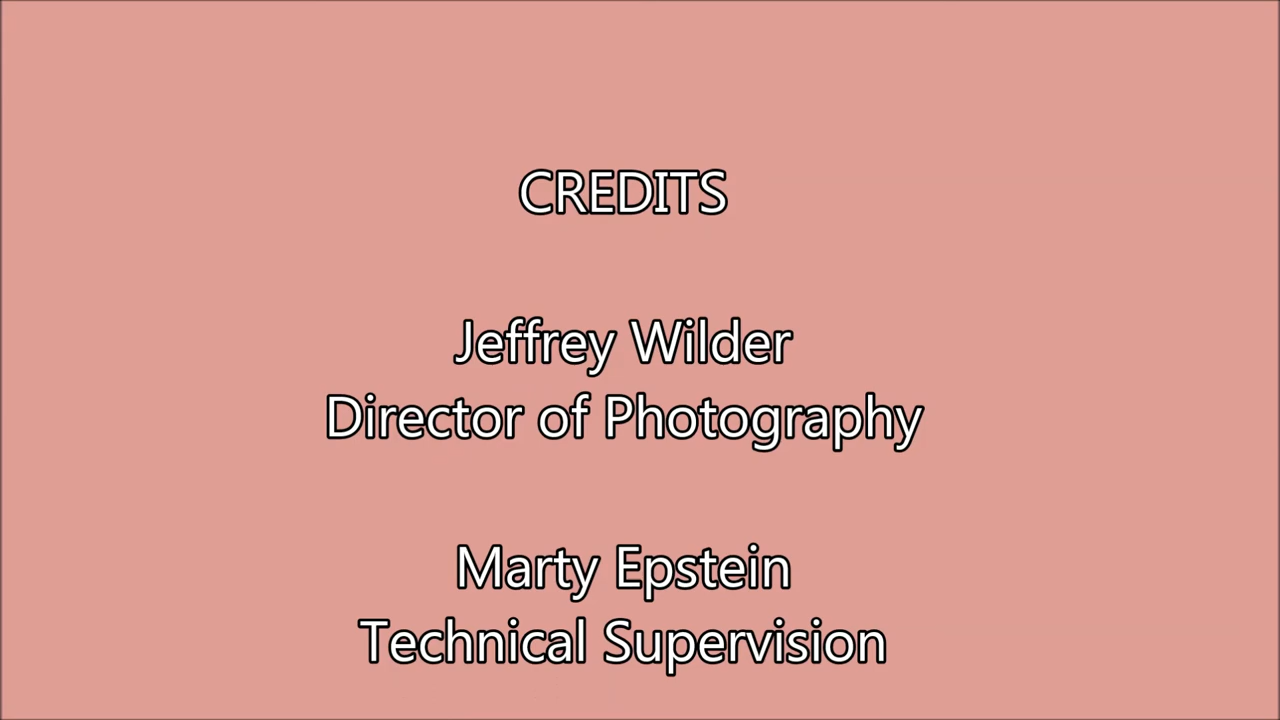 CREDITS
Jeffrey Wilder
Director of Photography
Marty Epstein
Technical Supervision